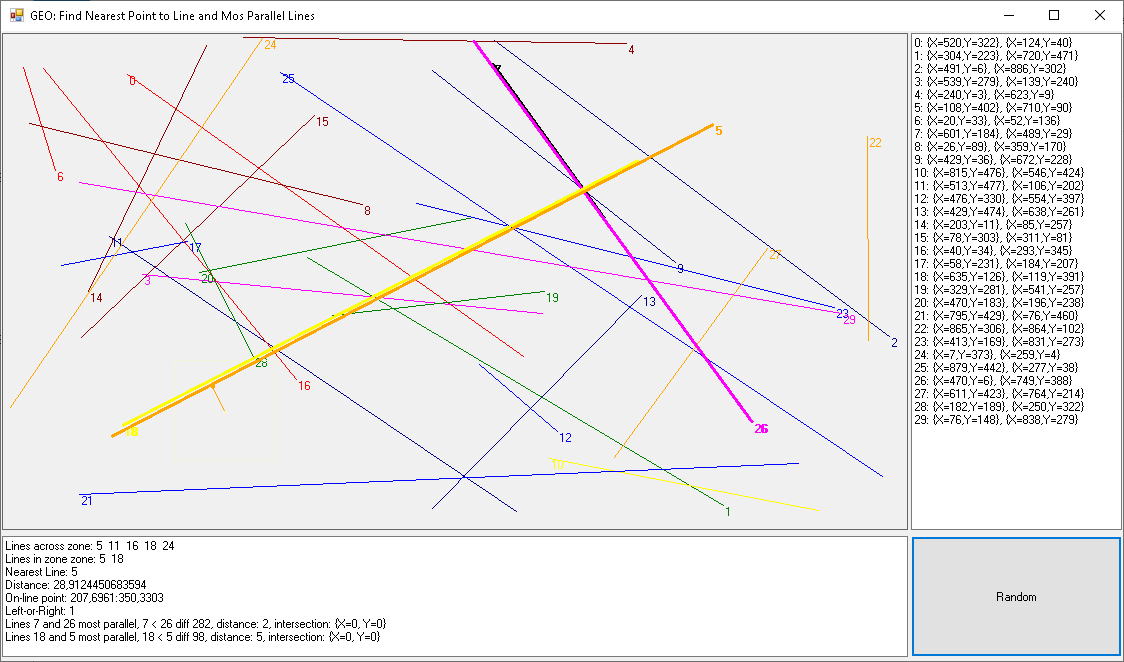 GEO: Find Nearest Point to Line and Mos Parallel Lines
24
4
7
25
0
15
5
22
6
8
11
17
27
9
20
3
14
19
13
23
29
2
28
16
18
12
10
26
21
1
0: {X=520,Y=322}, {X=124,Y=40}
1: {X=304,Y=223}, {X=720,Y=471}
2: {X=491,Y=6}, {X=886,Y=302}
3: {X=539,Y=279}, {X=139,Y=240}
4: {X=240,Y=3}, {X=623,Y=9}
5: {X=108,Y=402}, {X=710,Y=90}
6: {X=20,Y=33}, {X=52,Y=136}
7: {X=601,Y=184}, {X=489,Y=29}
8: {X=26,Y=89}, {X=359,Y=170}
9: {X=429,Y=36}, {X=672,Y=228}
10: {X=815,Y=476}, {X=546,Y=424}
11: {X=513,Y=477}, {X=106,Y=202}
12: {X=476,Y=330}, {X=554,Y=397}
13: {X=429,Y=474}, {X=638,Y=261}
14: {X=203,Y=11}, {X=85,Y=257}
15: {X=78,Y=303}, {X=311,Y=81}
16: {X=40,Y=34}, {X=293,Y=345}
17: {X=58,Y=231}, {X=184,Y=207}
18: {X=635,Y=126}, {X=119,Y=391}
19: {X=329,Y=281}, {X=541,Y=257}
20: {X=470,Y=183}, {X=196,Y=238}
21: {X=795,Y=429}, {X=76,Y=460}
22: {X=865,Y=306}, {X=864,Y=102}
23: {X=413,Y=169}, {X=831,Y=273}
24: {X=7,Y=373}, {X=259,Y=4}
25: {X=879,Y=442}, {X=277,Y=38}
26: {X=470,Y=6}, {X=749,Y=388}
27: {X=611,Y=423}, {X=764,Y=214}
28: {X=182,Y=189}, {X=250,Y=322}
29: {X=76,Y=148}, {X=838,Y=279}
Lines across zone: 5 11 16 18 24
Lines in zone zone: 5 18
Nearest Line: 5
Distance: 28,9124450683594
On-line point: 207,6961:350,3303
Left-or-Right: 1
Lines 7 and 26 most parallel, 7 < 26 diff 282, distance: 2, intersection: {X=0, Y=0}
Lines 18 and 5 most parallel, 18 < 5 diff 98, distance: 5, intersection: {X=0, Y=0}
Random